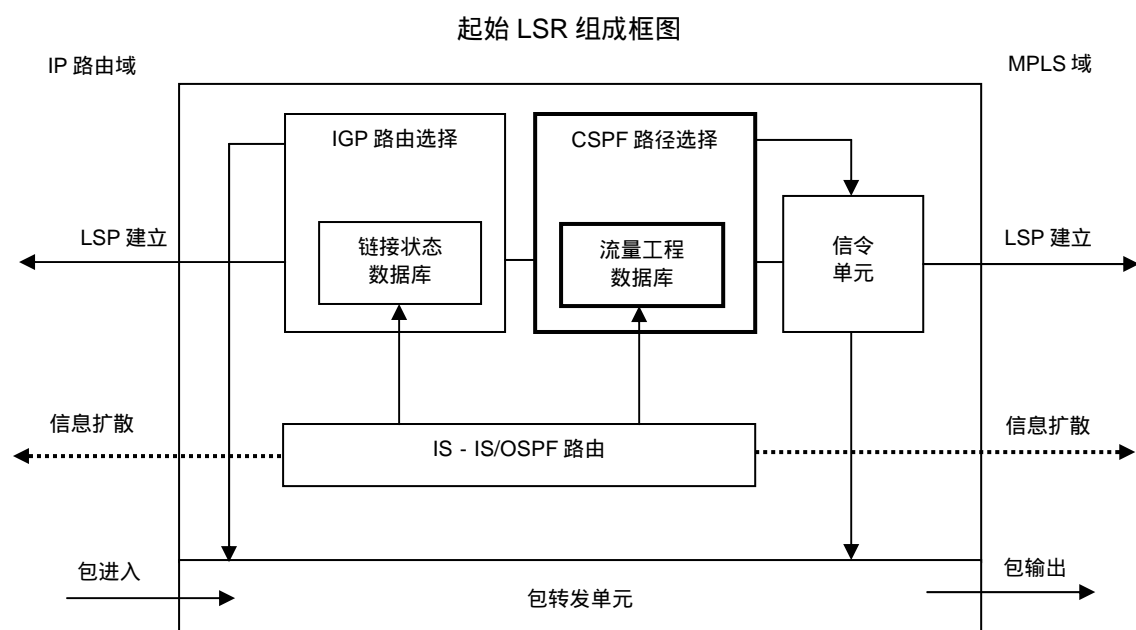 起始 LSR 组成框图
IP 路由域
MPLS 域
IGP 路由选择
CSPF 路径选择
LSP 建立
链接状态
数据库
流量工程
数据库
信令
单元
LSP 建立
信息扩散
IS - IS/OSPF 路由
信息扩散
包进入
包转发单元
包输出